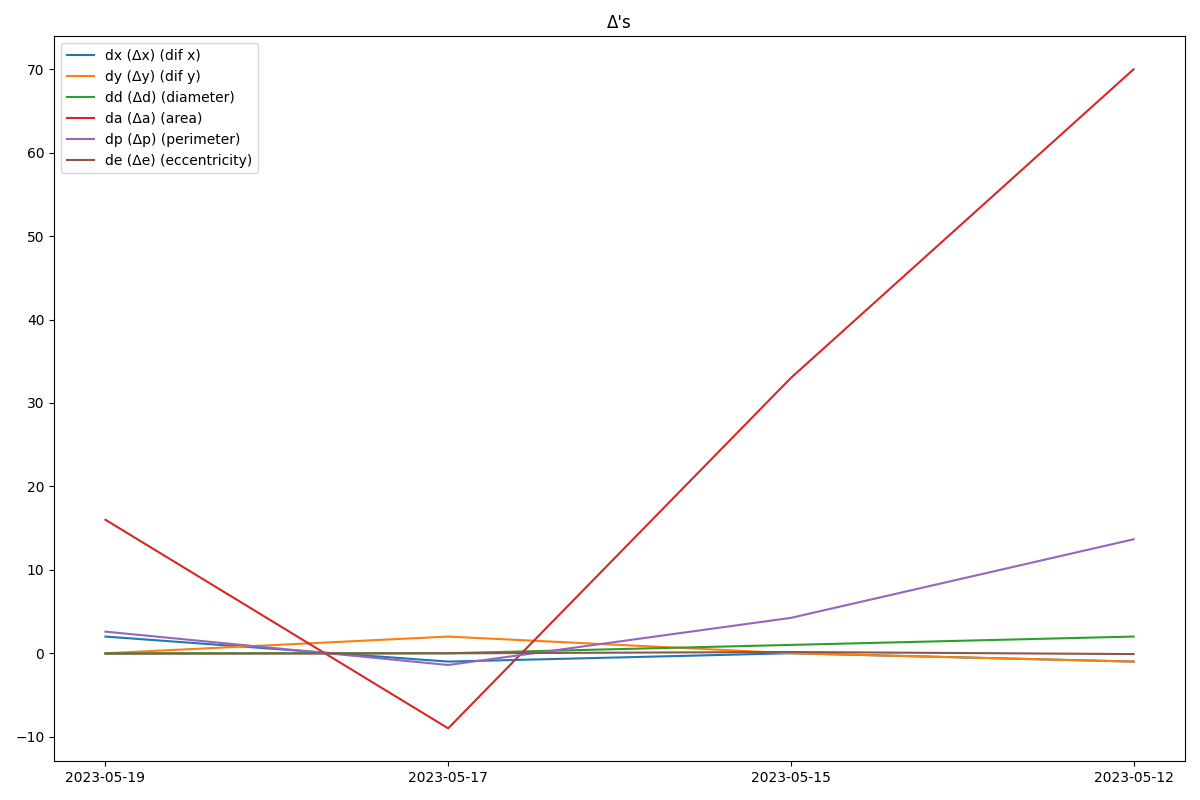 Δ's
dx (Δx) (dif x)
dy (Δy) (dif y)
dd (Δd) (diameter)
da (Δa) (area)
dp (Δp) (perimeter)
de (Δe) (eccentricity)
70
60
50
40
30
20
10
0
−10
2023-05-19 2023-05-17 2023-05-15 2023-05-12